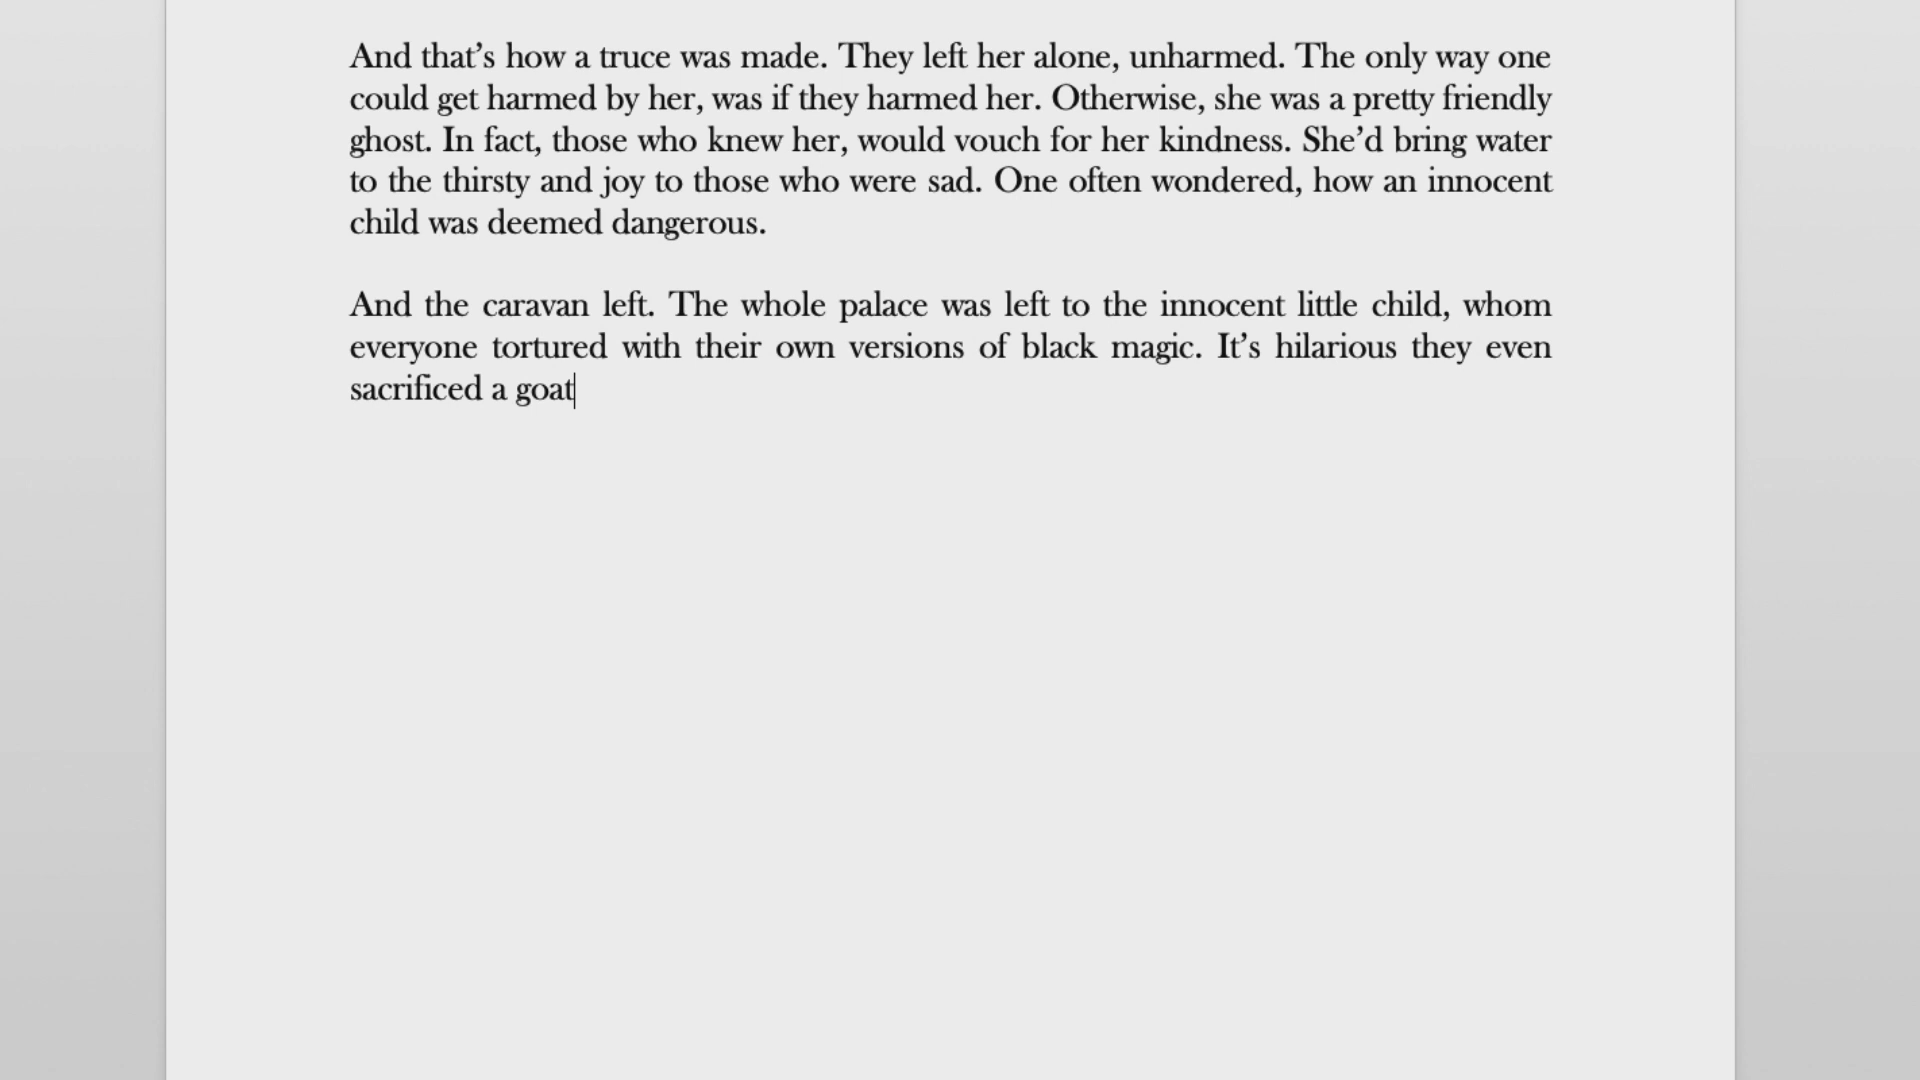 And that’s how a truce was made. They left her alone, unharmed. The only way one
could get harmed by her, was if they harmed her. Otherwise, she was a pretty friendly
ghost. In fact, those who knew her, would vouch for her kindness. She’d bring water
to the thirsty and joy to those who were sad. One often wondered, how an innocent
child was deemed dangerous.
And the caravan left. The whole palace was left to the innocent little child, whom
everyone tortured with their own versions of black magic. It’s hilarious they even
sacrificed a goat